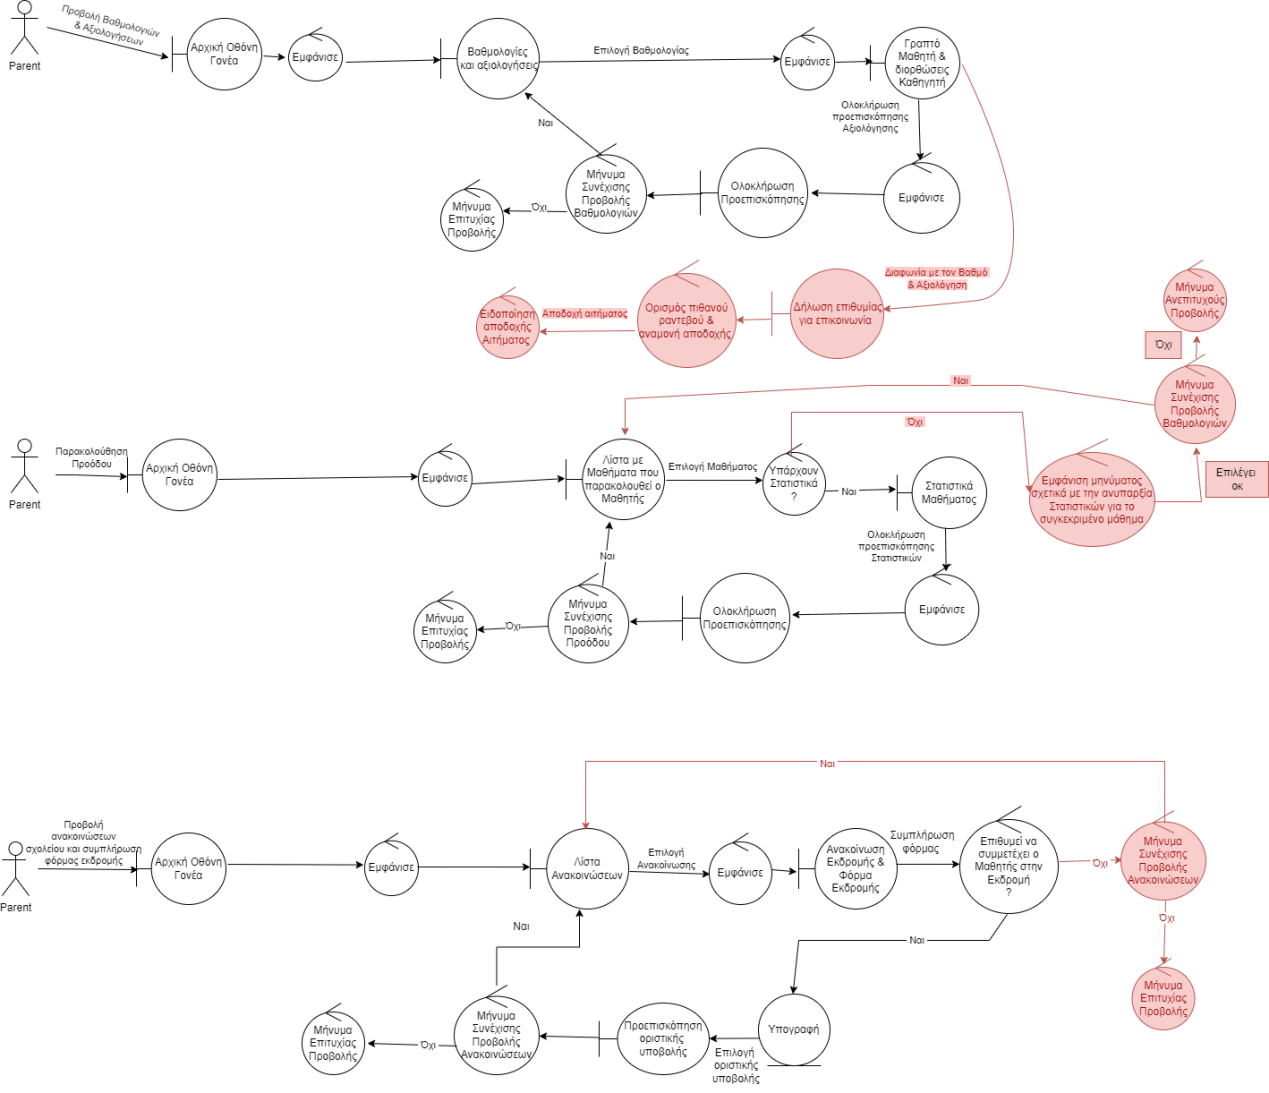 Προβολή Βαθμολογιών
& Αξιολογήσεων
Parent
Αρχική Οθόνη
Γονέα
Εμφάνισε
Βαθμολογίες
και αξιολογήσεις
Επιλογή Βαθμολογίας
Εμφάνισε
Γραπτό
Μαθητή &
διορθώσεις
Καθηγητή
Ολοκλήρωση
προεπισκόπησης
Αξιολόγησης
Ναι
Μήνυμα
Επιτυχίας
Προβολής
Όχι
Μήνυμα
Συνέχισης
Προβολής
Βαθμολογιών
Ολοκλήρωση
Προεπισκόπησης
Εμφάνισε
Διαφωνία με τον Βαθμό
& Αξιολόγηση
Ειδοποίηση
αποδοχής
Αιτήματος
Αποδοχή αιτήματος
Ορισμός πιθανού
ραντεβού &
αναμονή αποδοχής
Δήλωση επιθυμίας
για επικοινωνία
Μήνυμα
Ανεπιτυχούς
Προβολής
Όχι
Μήνυμα
Συνέχισης
Προβολής
Βαθμολογιών
Ναι
Όχι
Parent
Παρακολούθηση
Προόδου
Αρχική Οθόνη
Γονέα
Εμφάνισε
Λίστα με
Μαθήματα που
παρακολουθεί ο
Μαθητής
Επιλογή Μαθήματος
Υπάρχουν
Στατιστικά
?
Ναι
Στατιστικά
Μαθήματος
Εμφάνιση μηνύματος
σχετικά με την ανυπαρξία
Στατιστικών για το
συγκεκριμένο μάθημα
Επιλέγει
οκ
Ολοκλήρωση
προεπισκόπησης
Στατιστικών
Ναι
Μήνυμα
Επιτυχίας
Προβολής
Όχι
Μήνυμα
Συνέχισης
Προβολής
Προόδου
Ολοκλήρωση
Προεπισκόπησης
Εμφάνισε
Ναι
Parent
Προβολή
ανακοινώσεων
σχολείου και συμπλήρωση
φόρμας εκδρομής
Αρχική Οθόνη
Γονέα
Εμφάνισε
Λίστα
Ανακοινώσεων
Επιλογή
Ανακοίνωσης
Εμφάνισε
Ανακοίνωση
Εκδρομής &
Φόρμα
Εκδρομής
Συμπλήρωση
φόρμας
Επιθυμεί να
συμμετέχει ο
Μαθητής στην
Εκδρομή
?
Όχι
Μήνυμα
Συνέχισης
Προβολής
Ανακοινώσεων
Όχι
Μήνυμα
Επιτυχίας
Προβολής
Ναι
Ναι
Μήνυμα
Επιτυχίας
Προβολής
Όχι
Μήνυμα
Συνέχισης
Προβολής
Ανακοινώσεων
Προεπισκόπηση
οριστικής
υποβολής
Επιλογή
οριστικής
υποβολής
Υπογραφή